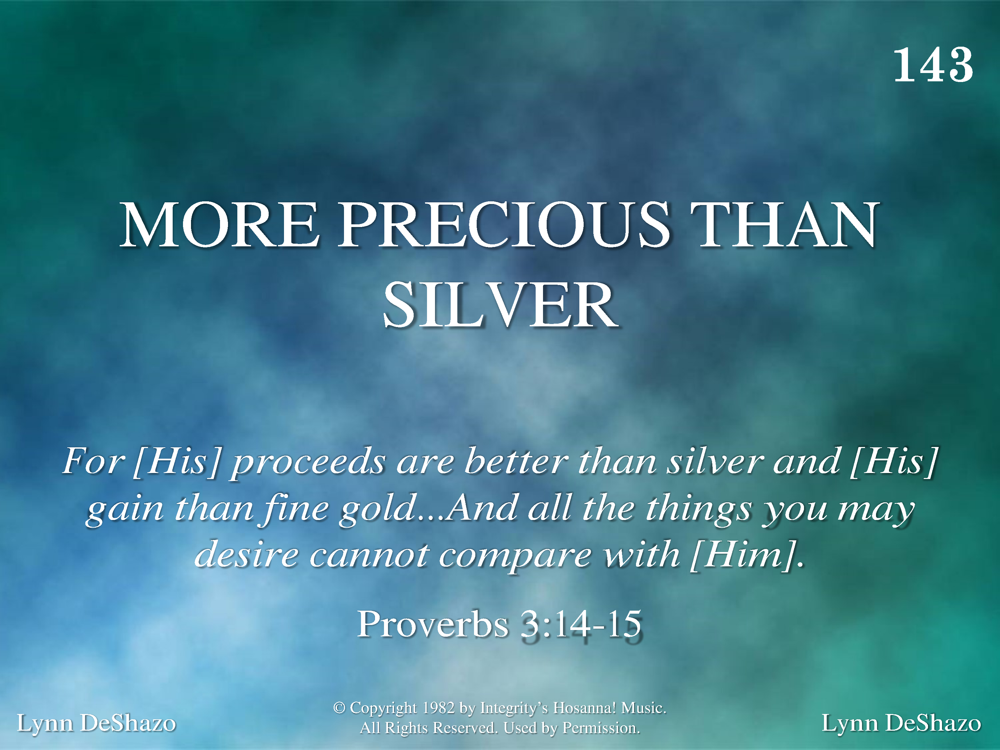 143
MORE PRECIOUS THAN
SILVER
For [His] proceeds are better than silver and [His]
gain than fine gold...And all the things you may
desire cannot compare with [Him].
Proverbs 3:14-15
© Copyright 1982 by Integrity’s Hosanna! Music.
All Rights Reserved. Used by Permission.
Lynn DeShazo
Lynn DeShazo